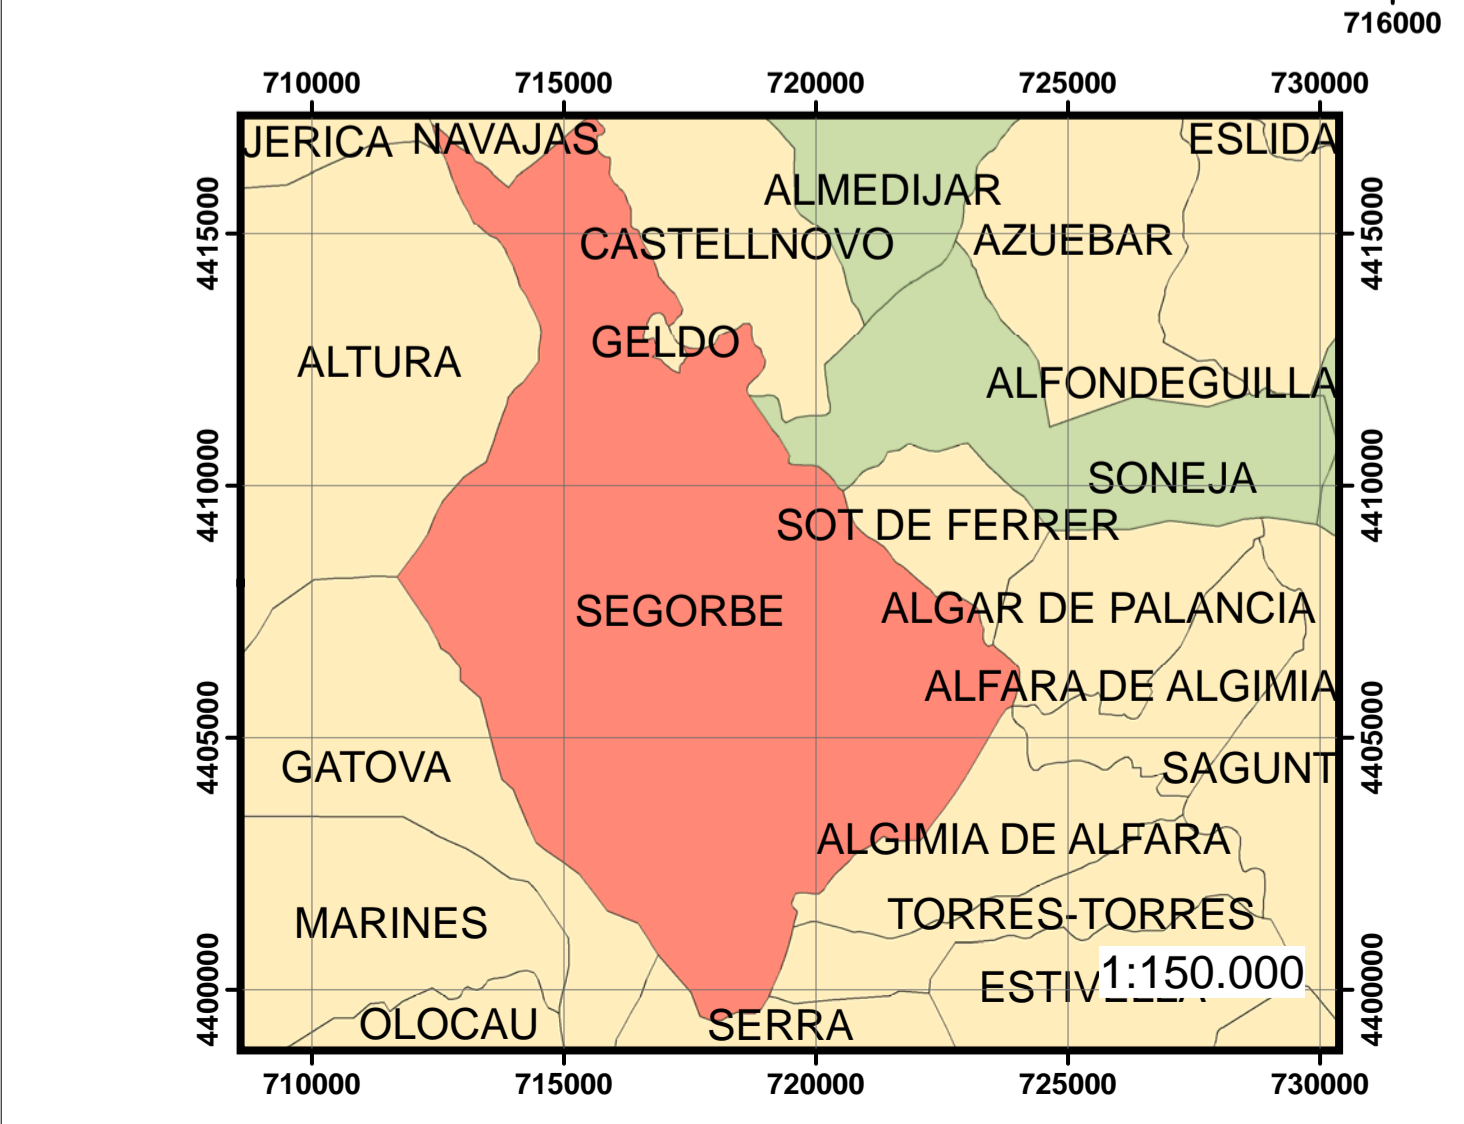 716000
710000 715000 720000 725000 730000
JERICA NAVAJAS ESLIDA
ALMEDIJAR
4415000 CASTELLNOVO AZUEBAR 4415000
GELDO
ALTURA
ALFONDEGUILLA
4410000 SONEJA 4410000
SOT DE FERRER
SEGORBE ALGAR DE PALANCIA
ALFARA DE ALGIMIA
4405000 4405000
GATOVA SAGUNT
ALGIMIA DE ALFARA
MARINES TORRES-TORRES
1:150.000
4400000 4400000
OLOCAU SERRA
710000 715000 720000 725000 730000